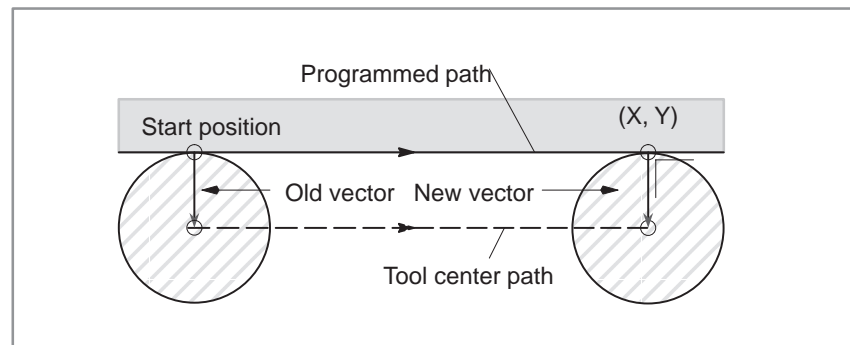 Programmed path
Start position
(X, Y)
Old vector
New vector
Tool center path